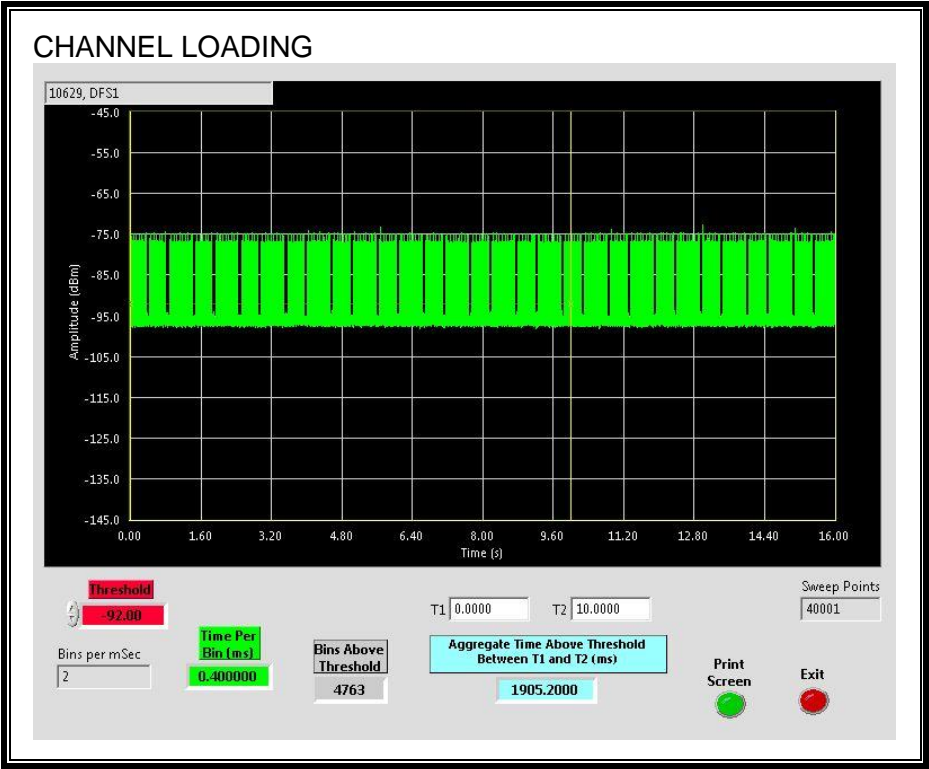 CHANNEL LOADING
10629, DFS1
Amplitude (dBm)
-45.0
-55.0
-65.0
-75.0
-85.0
-95.0
-105.0
-115.0
-125.0
-135.0
-145.0
0.00 1.60 3.20 4.80 6.40 8.00 9.60 11.20 12.80 14.40 16.00
Time (s)
Threshold
-92.00
Bins per mSec
2
Time Per
Bin (ms)
0.400000
Bins Above
Threshold
4763
T1 0.0000 T2 10.0000
Aggregate Time Above Threshold
Between T1 and T2 (ms)
1905.2000
Sweep Points
40001
Print
Screen
Exit